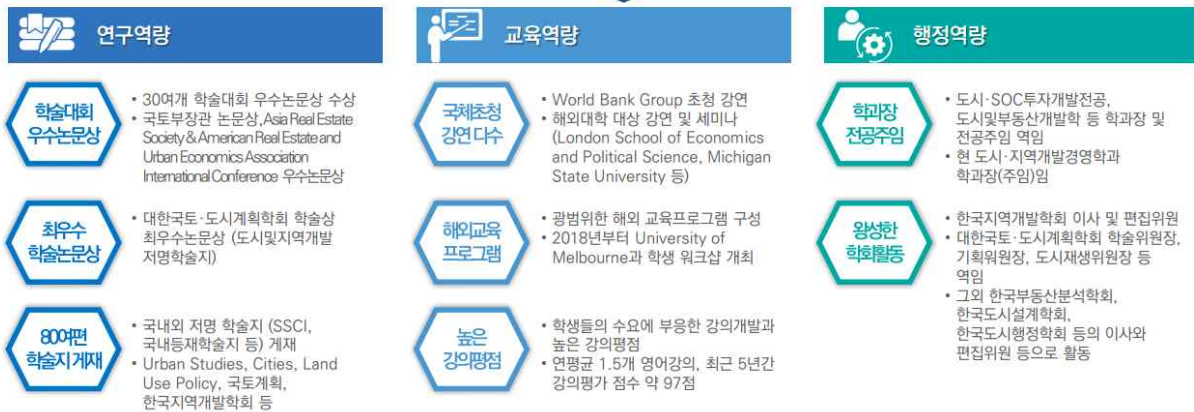 연구역량
학술대회
우수논문상
• 30여개 학술대회 우수논문상 수상
• 국토부장관 논문상, Asia Real Estate
Society & American Real Estate and
Urban Economics Association
International Conference 우수논문상
최우수
학술논문상
• 대한국토·도시계획학회 학술상
최우수논문상 (도시및지역개발
저명학술지)
80여편
학술지 게재
• 국내외 저명 학술지 (SSCI,
국내등재학술지 등) 게재
• Urban Studies, Cities, Land
Use Policy, 국토계획,
한국지역개발학회 등
교육역량
국제초청
강연 다수
• World Bank Group 초청 강연
• 해외대학 대상 강연 및 세미나
(London School of Economics
and Political Science, Michigan
State University 등)
해외교육
프로그램
• 광범위한 해외 교육프로그램 구성
• 2018년부터 University of
Melbourne과 학생 워크샵 개최
높은
강의평점
• 학생들의 수요에 부응한 강의개발과
높은 강의평점
• 연평균 1.5개 영어강의, 최근 5년간
강의평가 점수 약 97점
행정역량
학과장
전공주임
• 도시·SOC투자개발전공,
도시및부동산개발학 등 학과장 및
전공주임 역임
• 현 도시·지역개발경영학과
학과장(주임)임
왕성한
학회활동
• 한국지역개발학회 이사 및 편집위원
• 대한국토·도시계획학회 학술위원장,
기획위원장, 도시재생위원장 등
역임
• 그외 한국부동산분석학회,
한국도시설계학회,
한국도시행정학회 등의 이사와
편집위원 등으로 활동